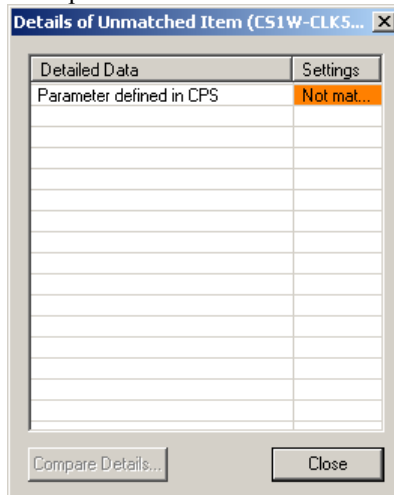 Details of Unmatched Item (CS1W-CLK5...
Detailed Data Settings
Parameter defined in CPS Not mat...
Compare Details... Close